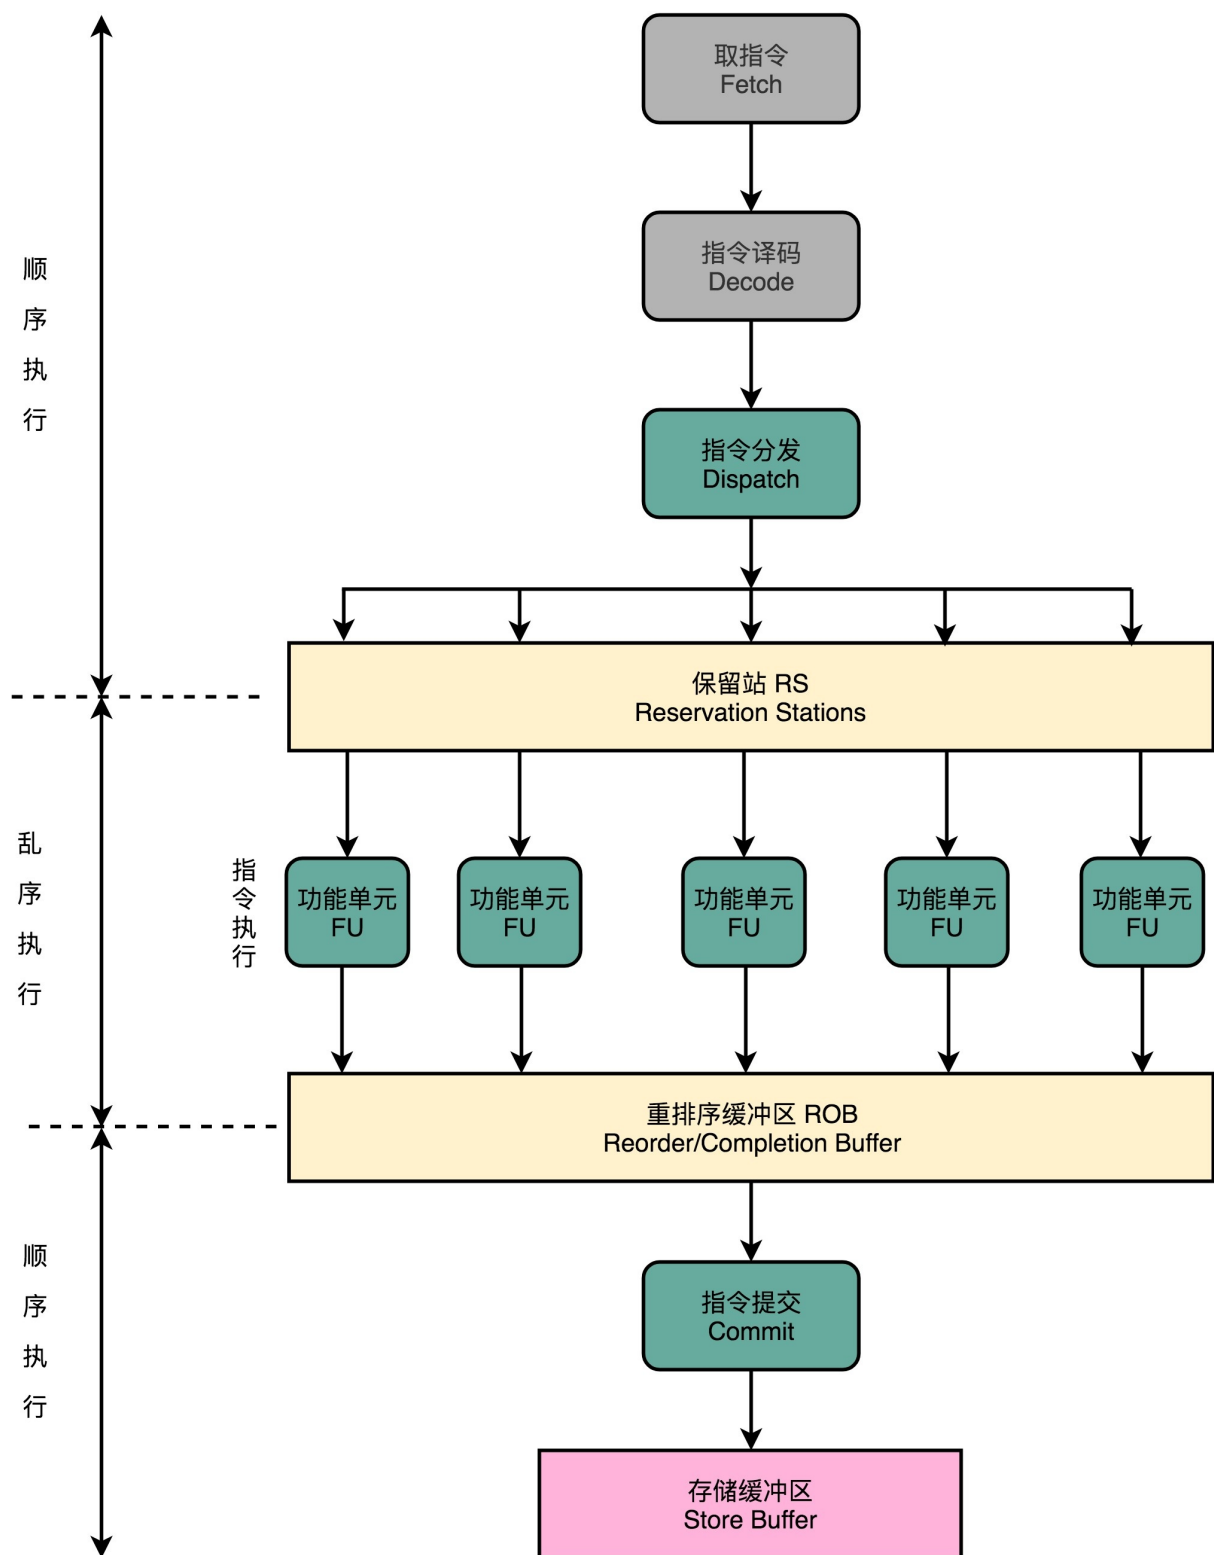 取指令
Fetch
指令译码
Decode
顺
序
执
行
指令分发
Dispatch
保留站 RS
Reservation Stations
乱
序
执
行
指
令
执
行
功能单元
FU
功能单元
FU
功能单元
FU
功能单元
FU
功能单元
FU
重排序缓冲区 ROB
Reorder/Completion Buffer
顺
序
执
行
指令提交
Commit
存储缓冲区
Store Buffer